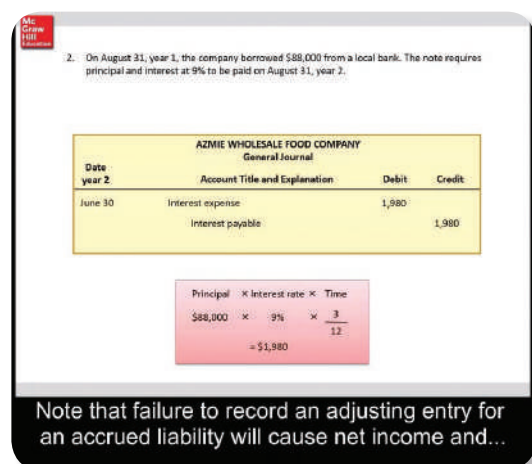 Mc
Graw
Hill
Education
2. On August 31, year 1, the company borrowed $88,000 from a local bank. The note requires
principal and interest at 9% to be paid on August 31, year 2.
AZMIE WHOLESALE FOOD COMPANY
General Journal
Date
year 2 Account Title and Explanation Debit Credit
June 30 Interest expense 1,980
Interest payable 1,980
Principal × Interest rate × Time
$88,000 × 9% × 3
12
= $1,980
Note that failure to record an adjusting entry for
an accrued liability will cause net income and...